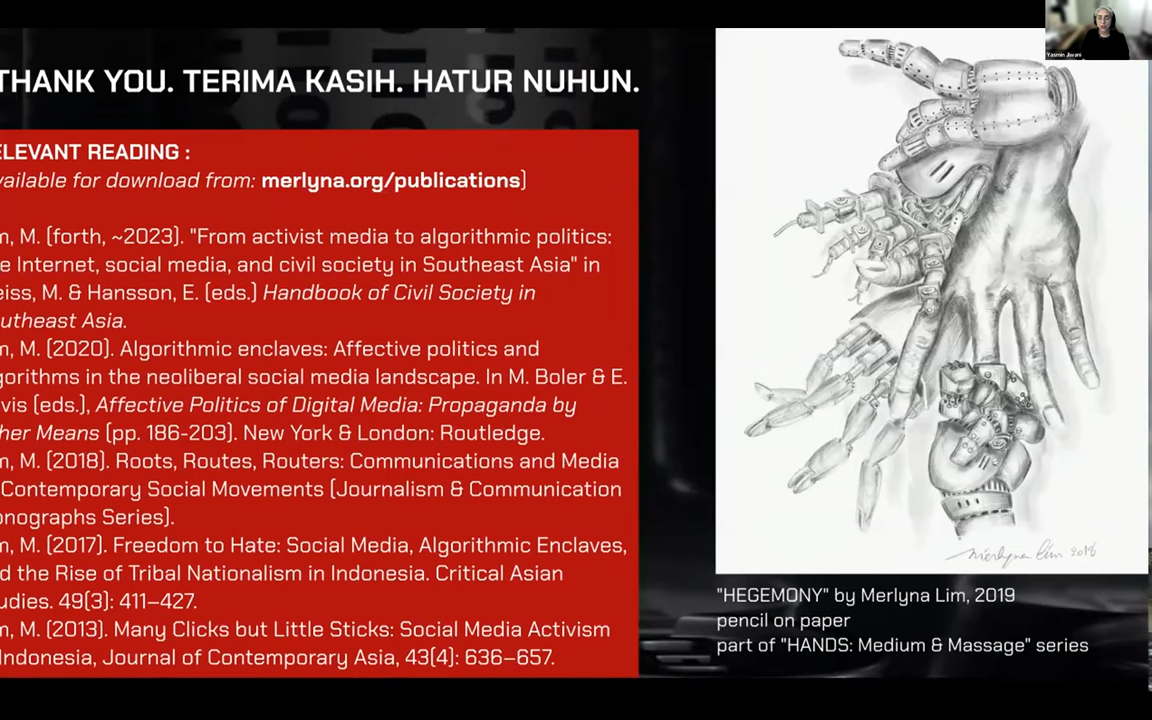 THANK YOU. TERIMA KASIH. HATUR NUHUN.
ELEVANT READING :
vailable for download from: merlyna.org/publications)
m, M. (forth, ~2023). "From activist media to algorithmic politics:
e Internet, social media, and civil society in Southeast Asia" in
eiss, M. & Hansson, E. (eds.) Handbook of Civil Society in
utheast Asia.
m, M. (2020). Algorithmic enclaves: Affective politics and
gorithms in the neoliberal social media landscape. In M. Boler & E.
vis (eds.), Affective Politics of Digital Media: Propaganda by
her Means (pp. 186-203). New York & London: Routledge.
m, M. (2018). Roots, Routes, Routers: Communications and Media
Contemporary Social Movements (Journalism & Communication
onographs Series).
m, M. (2017). Freedom to Hate: Social Media, Algorithmic Enclaves,
d the Rise of Tribal Nationalism in Indonesia. Critical Asian
udies. 49(3): 411–427.
m, M. (2013). Many Clicks but Little Sticks: Social Media Activism
Indonesia, Journal of Contemporary Asia, 43(4): 636–657.
Yasmin Jiwani
Merlyna Lim 2018
"HEGEMONY" by Merlyna Lim, 2019
pencil on paper
part of "HANDS: Medium & Massage" series